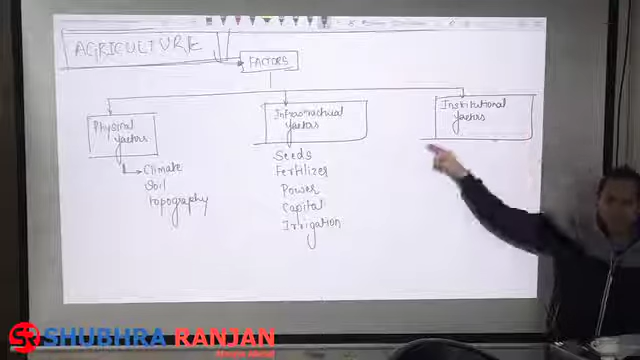 AGRICULTURE
FACTORS
Physical
factors
Climate
Soil
topography
Infrastructural
factors
Seeds
Fertilizer
Power
Capital
Irrigation
Institutional
factors
SHUBHRA RANJAN